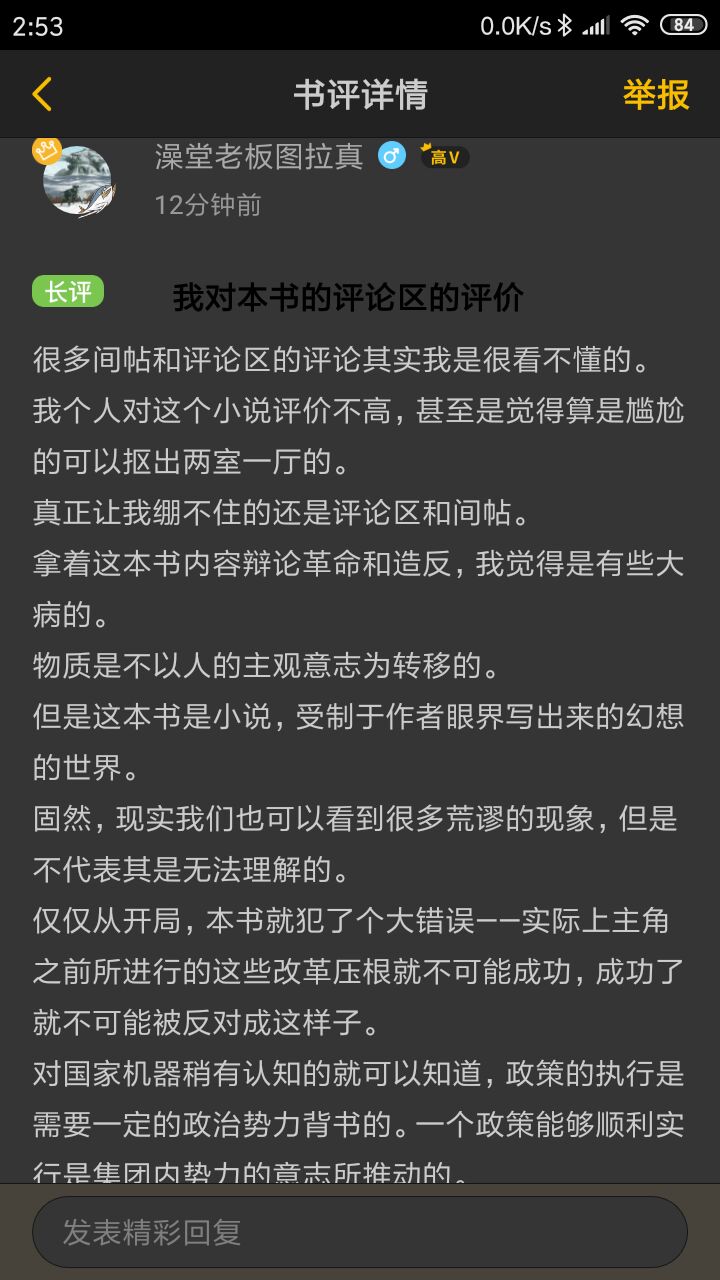 2:53
0.0K/s
84
书评详情
举报
澡堂老板图拉真
高V
12分钟前
长评
我对本书的评论区的评价
很多间帖和评论区的评论其实我是很看不懂的。
我个人对这个小说评价不高，甚至是觉得算是尴尬
的可以抠出两室一厅的。
真正让我绷不住的还是评论区和间帖。
拿着这本书内容辩论革命和造反，我觉得是有些大
病的。
物质是不以人的主观意志为转移的。
但是这本书是小说，受制于作者眼界写出来的幻想
的世界。
固然，现实我们也可以看到很多荒谬的现象，但是
不代表其是无法理解的。
仅仅从开局，本书就犯了个大错误——实际上主角
之前所进行的这些改革压根就不可能成功，成功了
就不可能被反对成这样子。
对国家机器稍有认知的就可以知道，政策的执行是
需要一定的政治势力背书的。一个政策能够顺利实
行是集团内势力的意志所推动的。
发表精彩回复